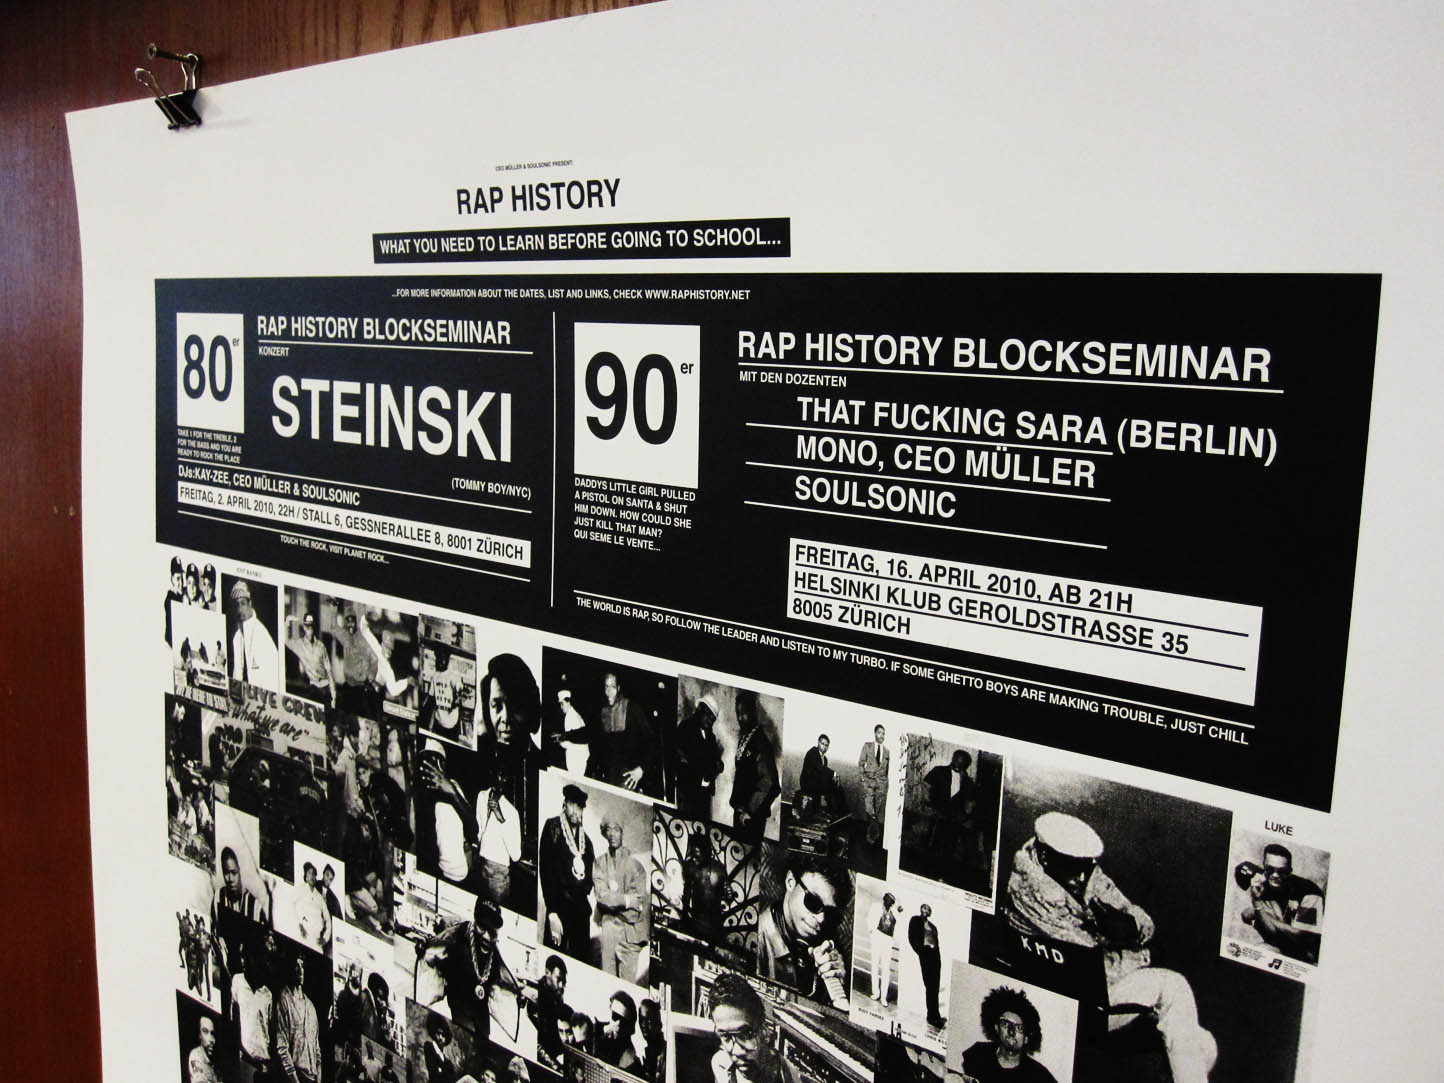 CEO MÜLLER & SOULSONIC PRESENT:
RAP HISTORY
WHAT YOU NEED TO LEARN BEFORE GOING TO SCHOOL...
...FOR MORE INFORMATION ABOUT THE DATES, LIST AND LINKS, CHECK WWW.RAPHISTORY.NET
80er
RAP HISTORY BLOCKSEMINAR
KONZERT
STEINSKI
TAKE 1 FOR THE TREBLE, 2
FOR THE BASS AND YOU ARE
READY TO ROCK THE PLACE
(TOMMY BOY/NYC)
DJs:KAY-ZEE, CEO MÜLLER & SOULSONIC
FREITAG, 2. APRIL 2010, 22H / STALL 6, GESSNERALLEE 8, 8001 ZÜRICH
TOUCH THE ROCK, VISIT PLANET ROCK...
90er
RAP HISTORY BLOCKSEMINAR
MIT DEN DOZENTEN
THAT FUCKING SARA (BERLIN)
MONO, CEO MÜLLER
SOULSONIC
DADDYS LITTLE GIRL PULLED
A PISTOL ON SANTA & SHUT
HIM DOWN. HOW COULD SHE
JUST KILL THAT MAN?
QUI SEME LE VENTE...
FREITAG, 16. APRIL 2010, AB 21H
HELSINKI KLUB GEROLDSTRASSE 35
8005 ZÜRICH
THE WORLD IS RAP, SO FOLLOW THE LEADER AND LISTEN TO MY TURBO. IF SOME GHETTO BOYS ARE MAKING TROUBLE, JUST CHILL
LIVE CREW
"What we are"
LUKE
KMD